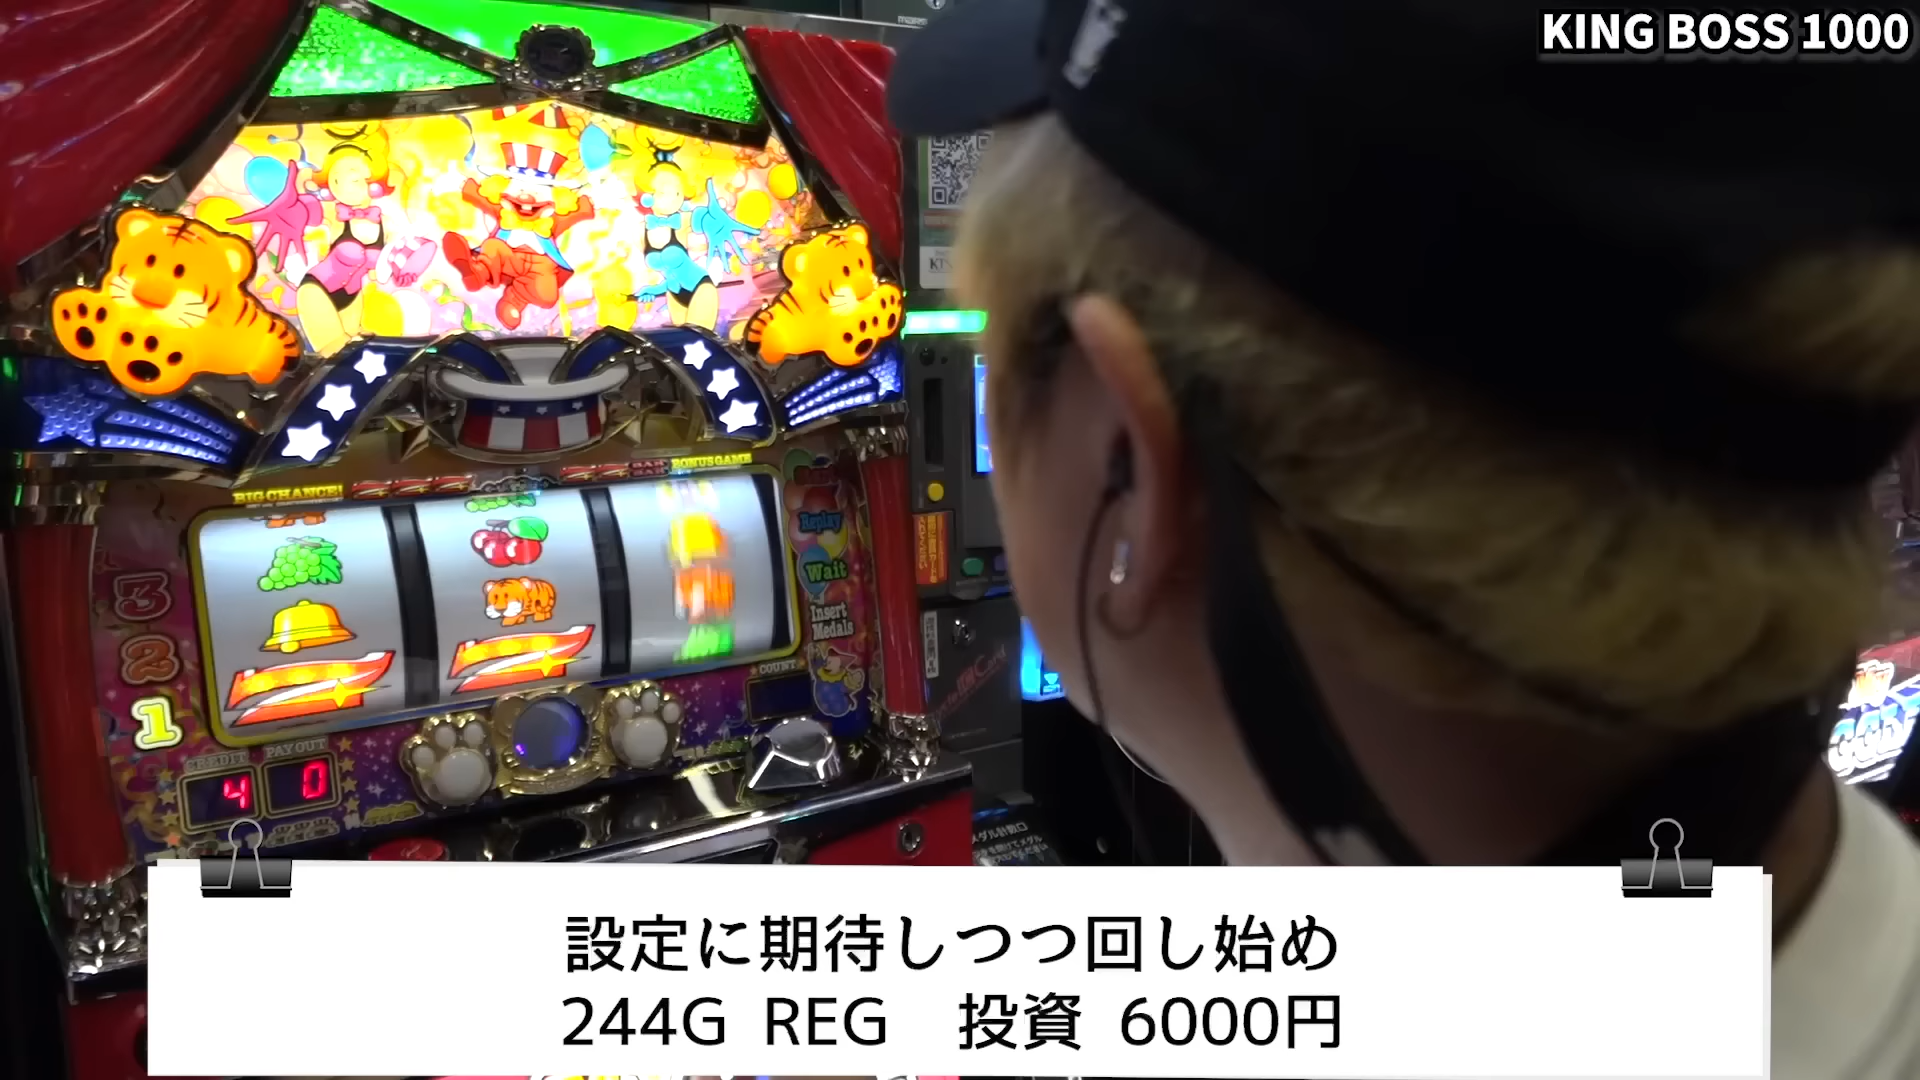 KING BOSS 1000
BIG CHANCE!
BONUS GAME
Replay
Wait
Insert
Medals
3
2
1
COUNT
CREDIT
PAY OUT
4
0
設定に期待しつつ回し始め
244G REG 投資 6000円